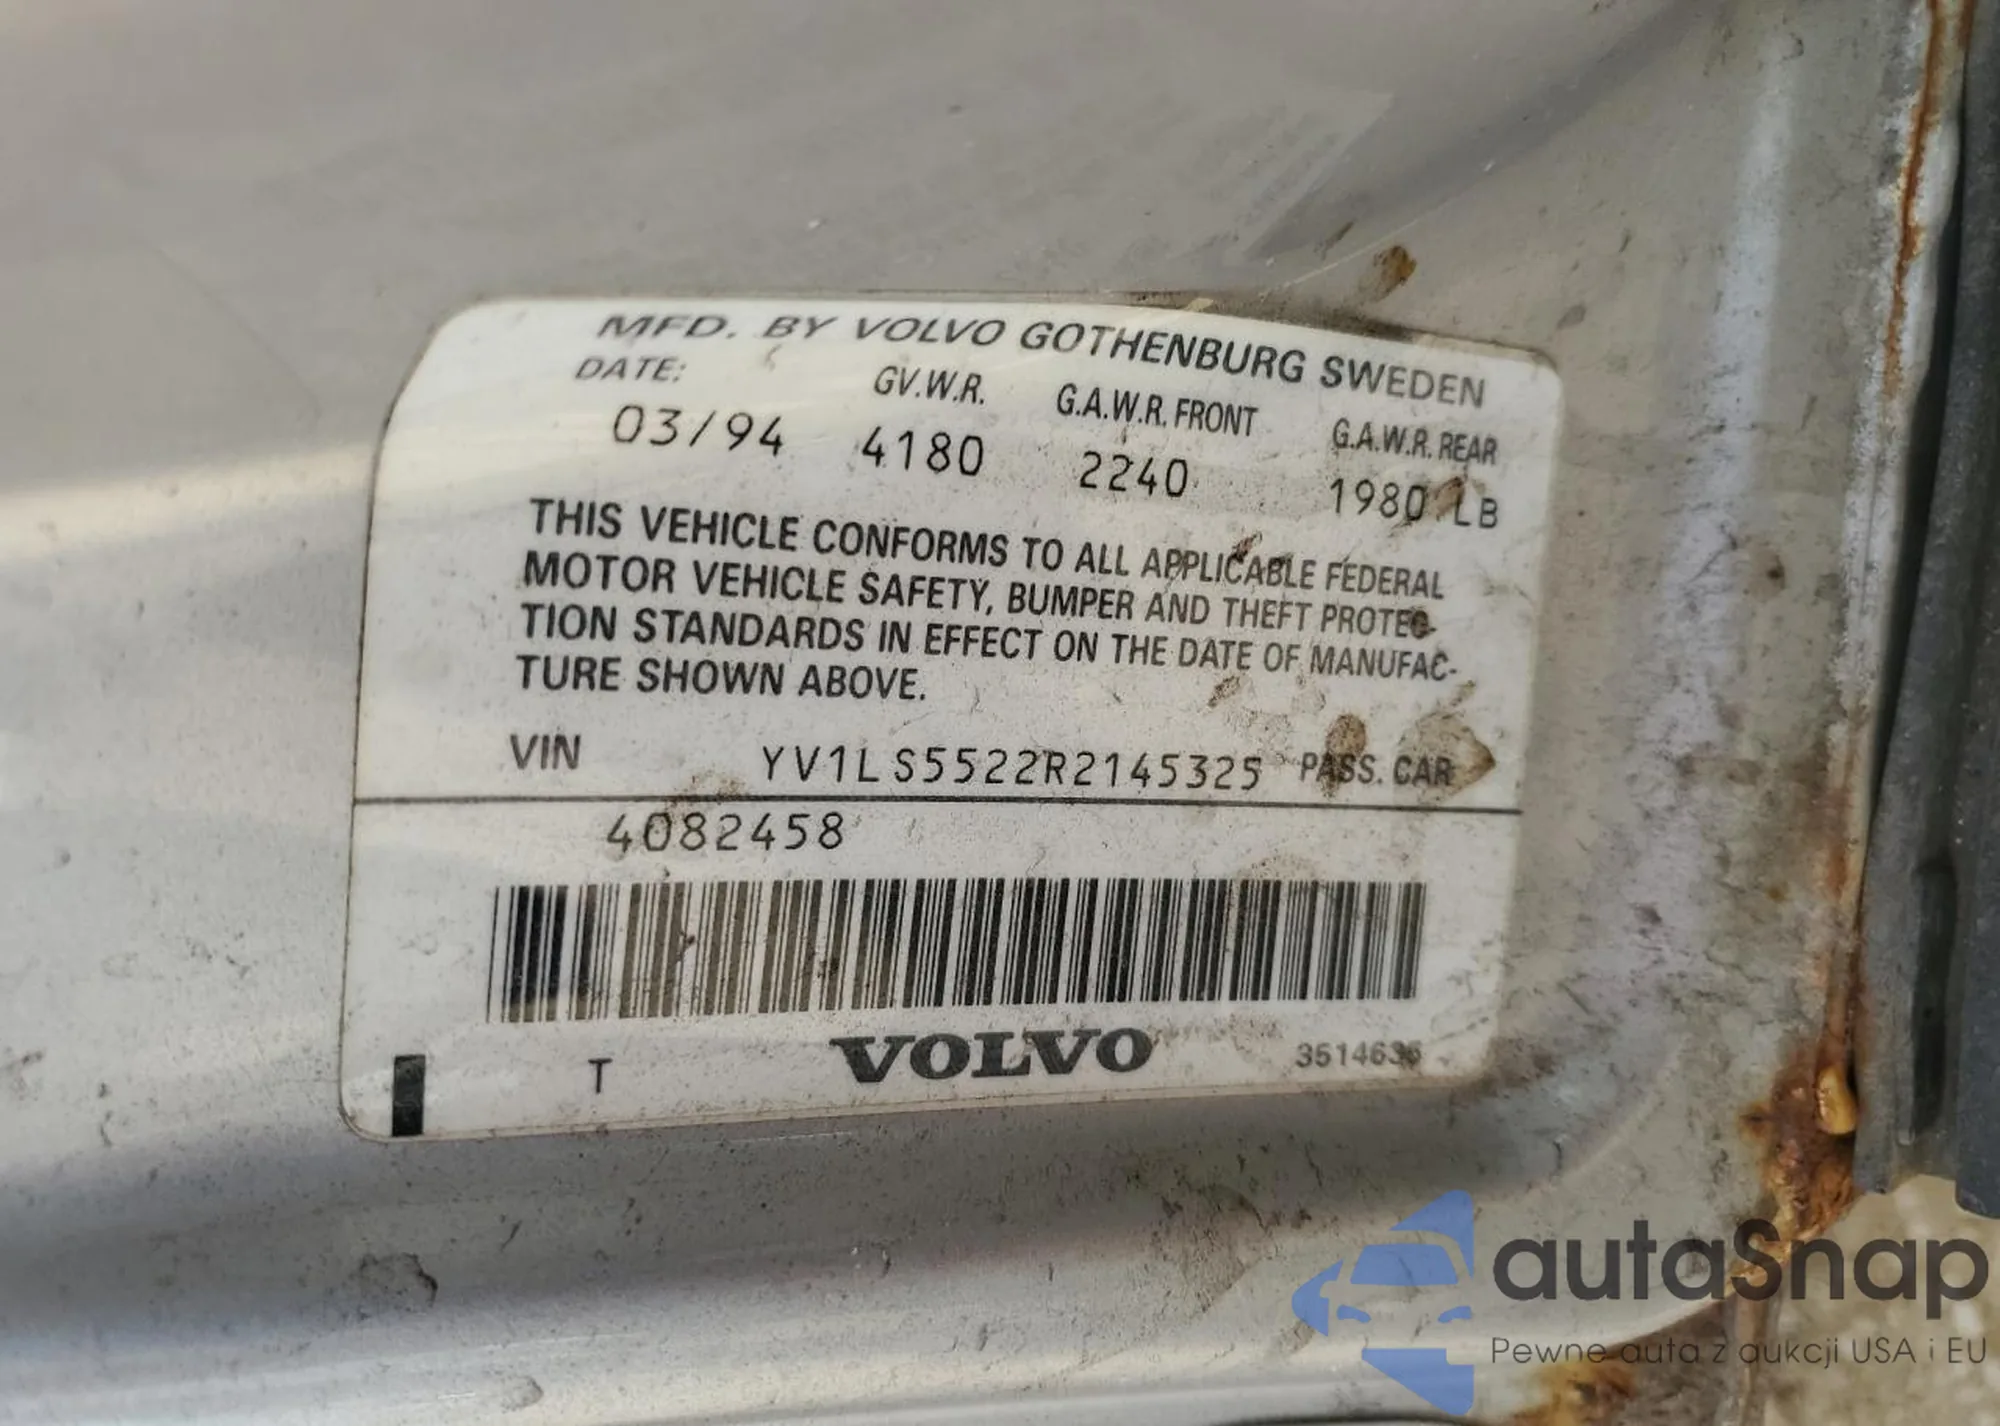 MFD. BY VOLVO GOTHENBURG SWEDEN
DATE: GV.W.R. G.A.W.R. FRONT G.A.W.R. REAR
03/94 4180 2240 1980 LB
THIS VEHICLE CONFORMS TO ALL APPLICABLE FEDERAL
MOTOR VEHICLE SAFETY, BUMPER AND THEFT PROTEC-
TION STANDARDS IN EFFECT ON THE DATE OF MANUFAC-
TURE SHOWN ABOVE.
VIN YV1LS5522R2145325 PASS. CAR
4082458
T VOLVO 3514635
autaSnap
Pewne auta z aukcji USA i EU